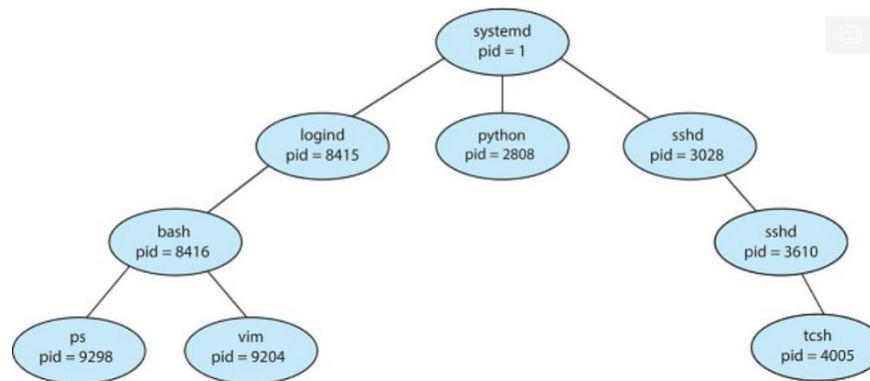 systemd
pid = 1
logind
pid = 8415
python
pid = 2808
sshd
pid = 3028
bash
pid = 8416
sshd
pid = 3610
ps
pid = 9298
vim
pid = 9204
tcsh
pid = 4005